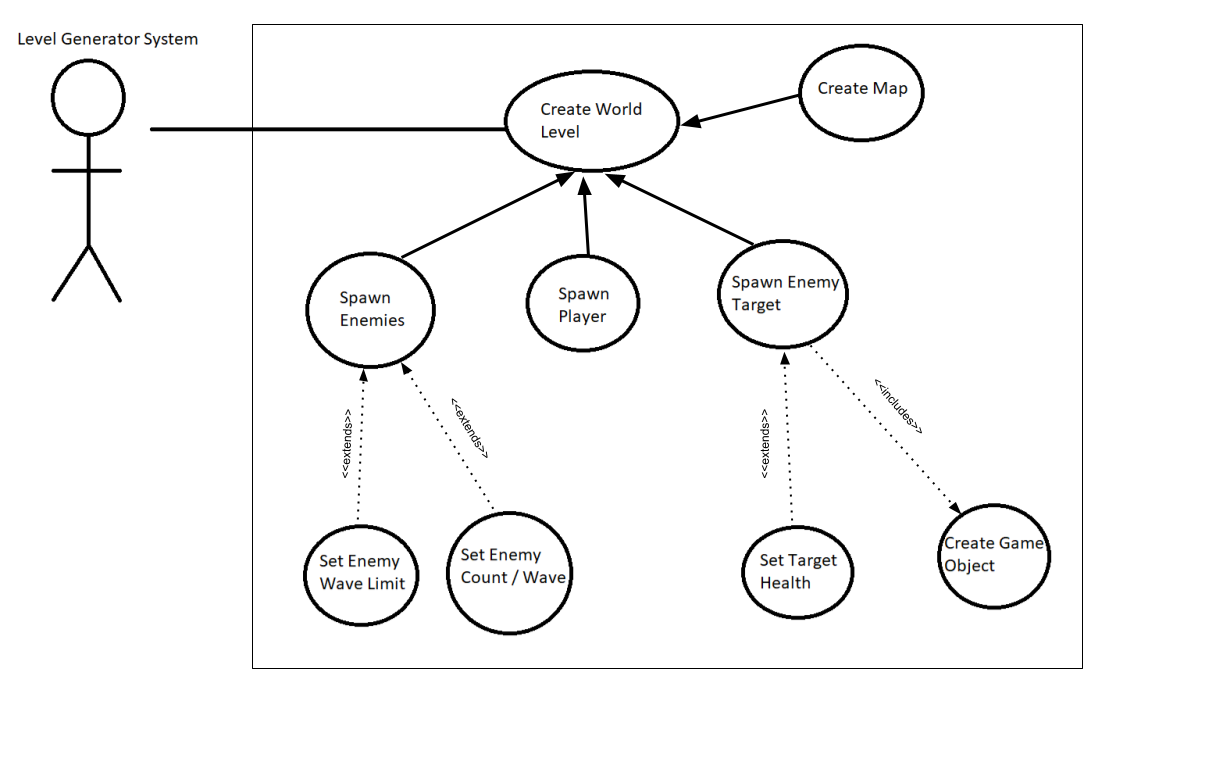 Level Generator System
Create World
Level
Create Map
Spawn
Enemies
Spawn
Player
Spawn Enemy
Target
<<extends>>
<<extends>>
<<extends>>
<<includes>>
Set Enemy
Wave Limit
Set Enemy
Count / Wave
Set Target
Health
Create Game
Object